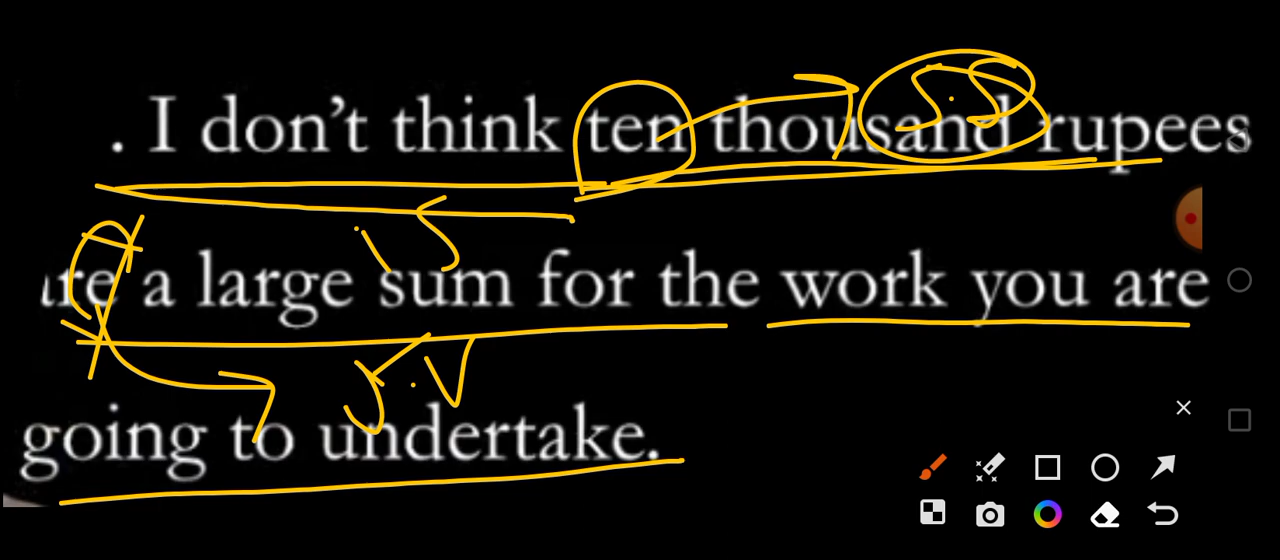 . I don't think ten thousand rupees
S.S
are a large sum for the work you are
S.V
going to undertake.